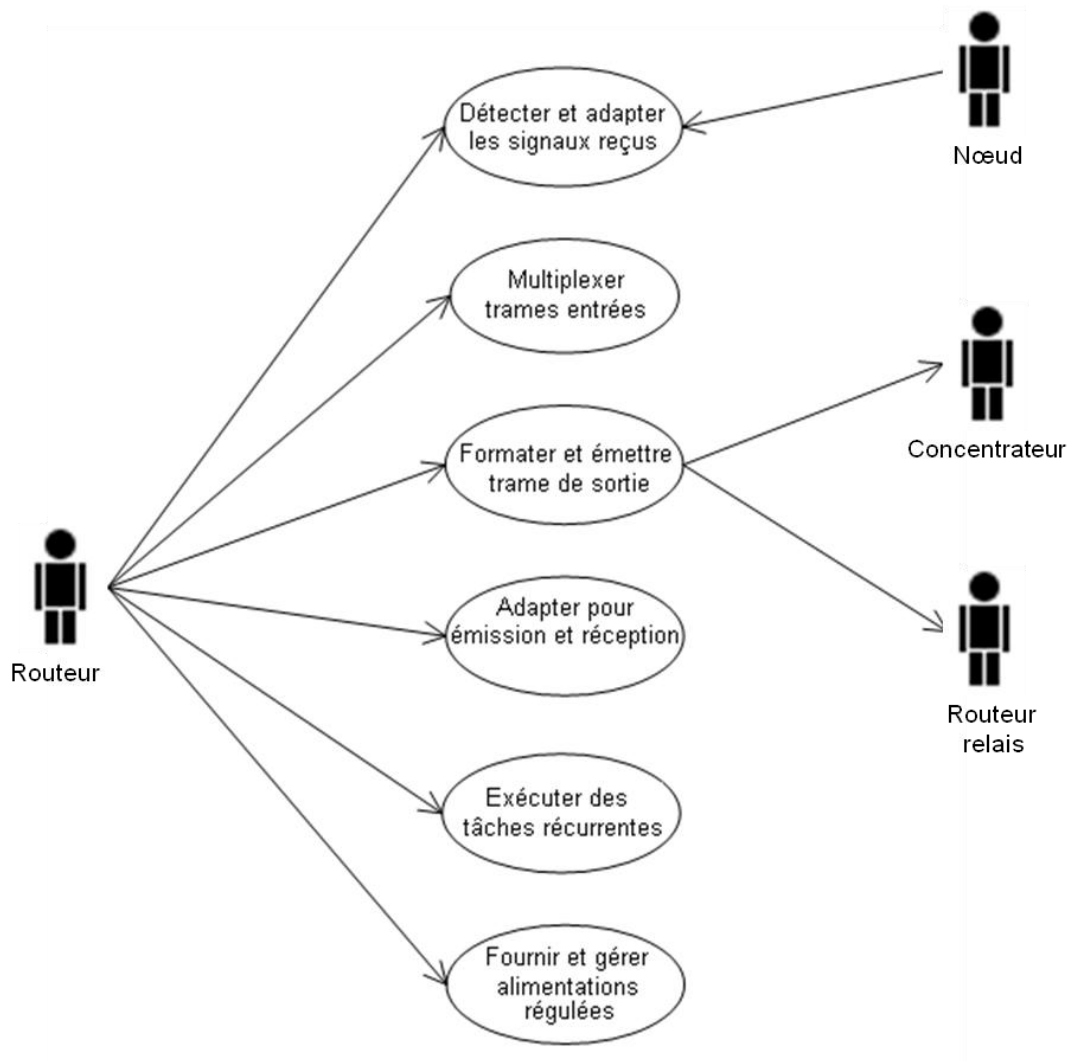 Détecter et adapter
les signaux reçus
Nœud
Multiplexer
trames entrées
Formater et émettre
trame de sortie
Concentrateur
Adapter pour
émission et réception
Routeur
Routeur
relais
Exécuter des
tâches récurrentes
Fournir et gérer
alimentations
régulées